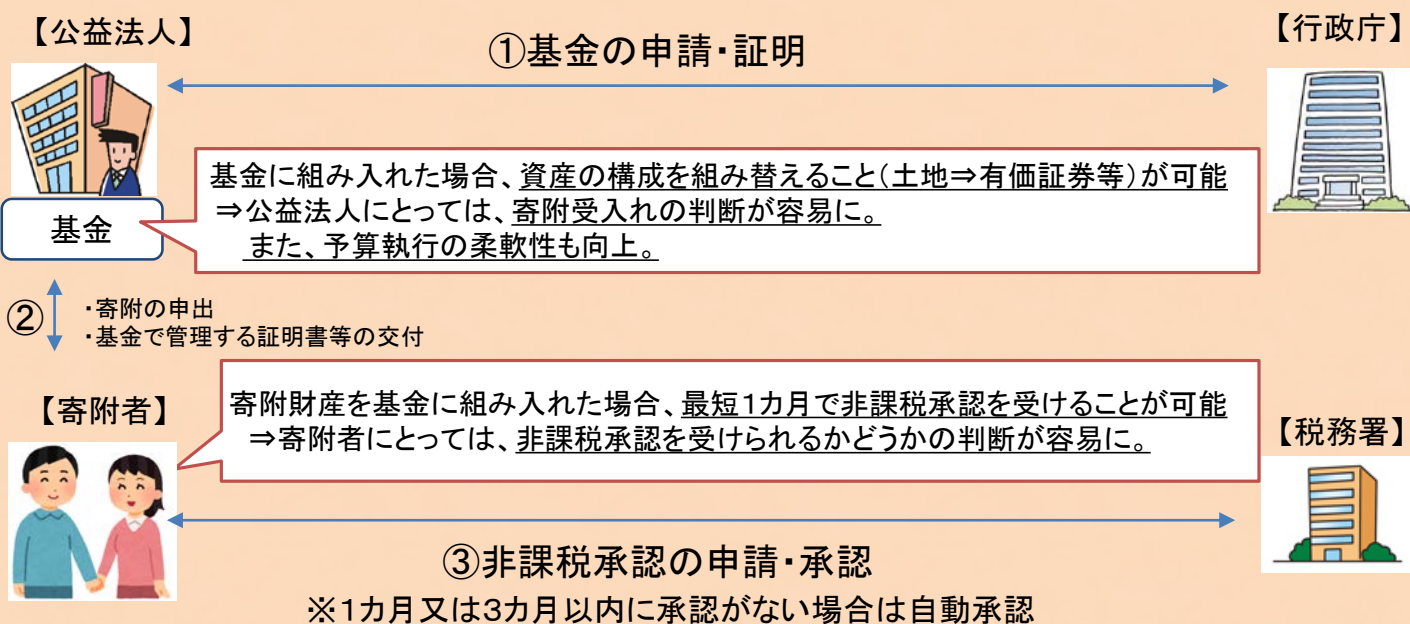 【公益法人】
①基金の申請・証明
【行政庁】
基金に組み入れた場合、資産の構成を組み替えること(土地⇒有価証券等)が可能
⇒公益法人にとっては、寄附受入れの判断が容易に。
また、予算執行の柔軟性も向上。
基金
②
・寄附の申出
・基金で管理する証明書等の交付
【寄附者】
寄附財産を基金に組み入れた場合、最短1カ月で非課税承認を受けることが可能
⇒寄附者にとっては、非課税承認を受けられるかどうかの判断が容易に。
【税務署】
③非課税承認の申請・承認
※1カ月又は3カ月以内に承認がない場合は自動承認